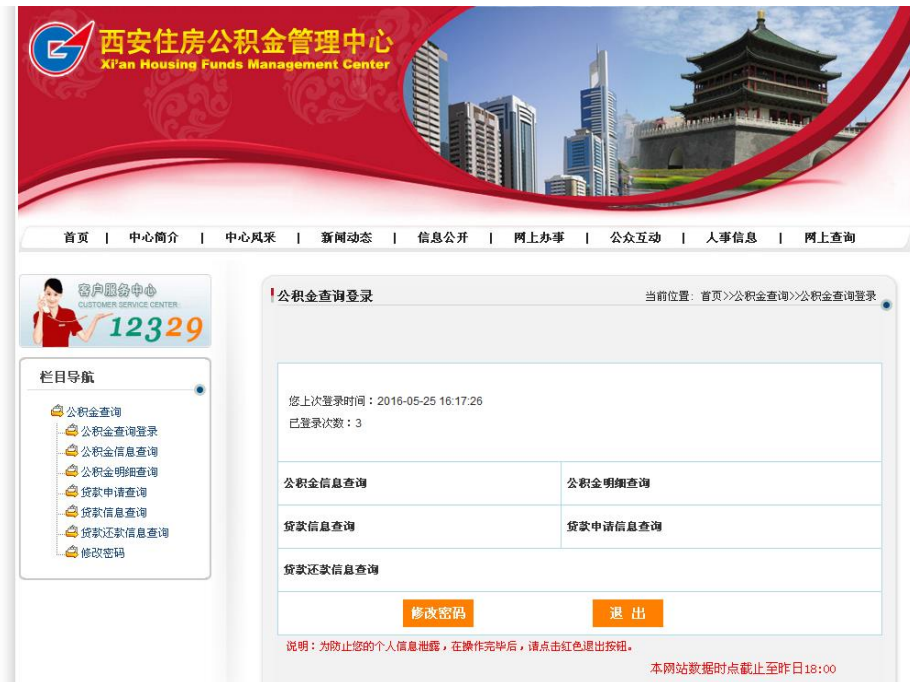 西安住房公积金管理中心
Xi'an Housing Funds Management Center
首页 | 中心简介 | 中心风采 | 新闻动态 | 信息公开 | 网上办事 | 公众互动 | 人事信息 | 网上查询
客户服务中心
CUSTOMER SERVICE CENTER
12329
栏目导航
公积金查询
公积金查询登录
公积金信息查询
公积金明细查询
贷款申请查询
贷款信息查询
贷款还款信息查询
修改密码
公积金查询登录
当前位置: 首页>>公积金查询>>公积金查询登录
您上次登录时间：2016-05-25 16:17:26
已登录次数：3
公积金信息查询
公积金明细查询
贷款信息查询
贷款申请信息查询
贷款还款信息查询
修改密码
退 出
说明：为防止您的个人信息泄露，在操作完毕后，请点击红色退出按钮。
本网站数据时点截止至昨日18:00